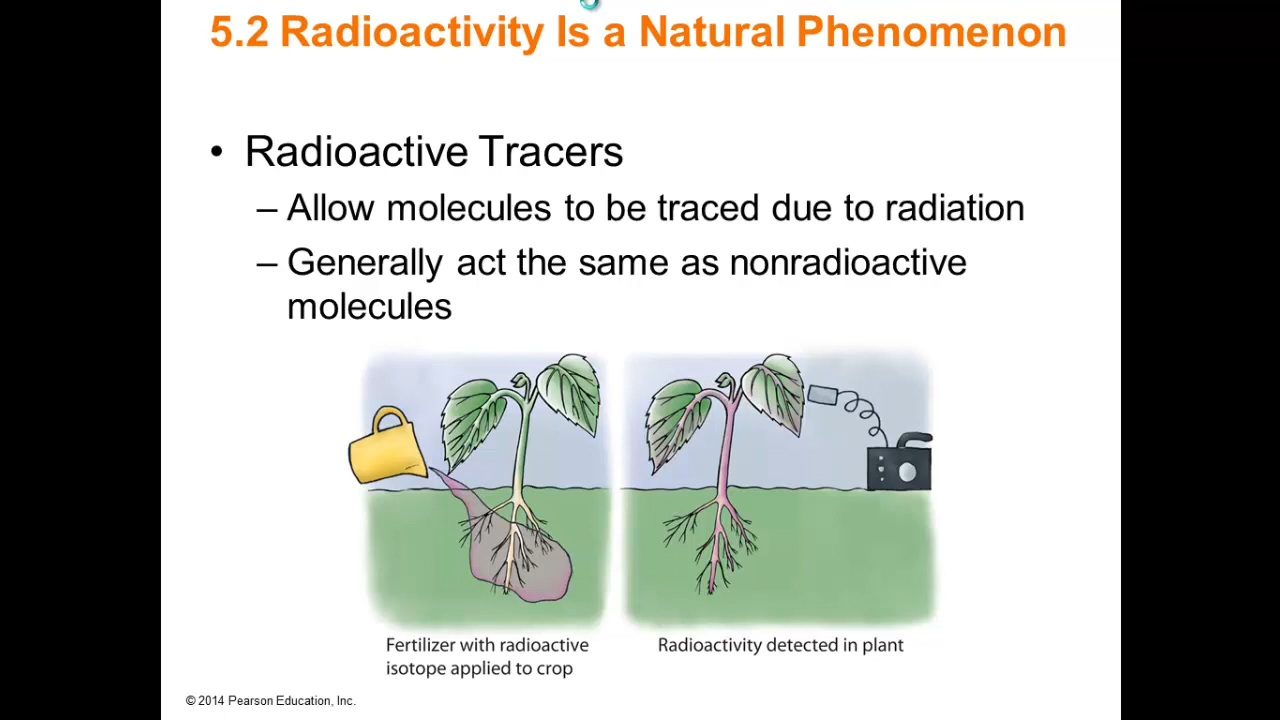 5.2 Radioactivity Is a Natural Phenomenon
• Radioactive Tracers
– Allow molecules to be traced due to radiation
– Generally act the same as nonradioactive
molecules
Fertilizer with radioactive
isotope applied to crop
Radioactivity detected in plant
© 2014 Pearson Education, Inc.